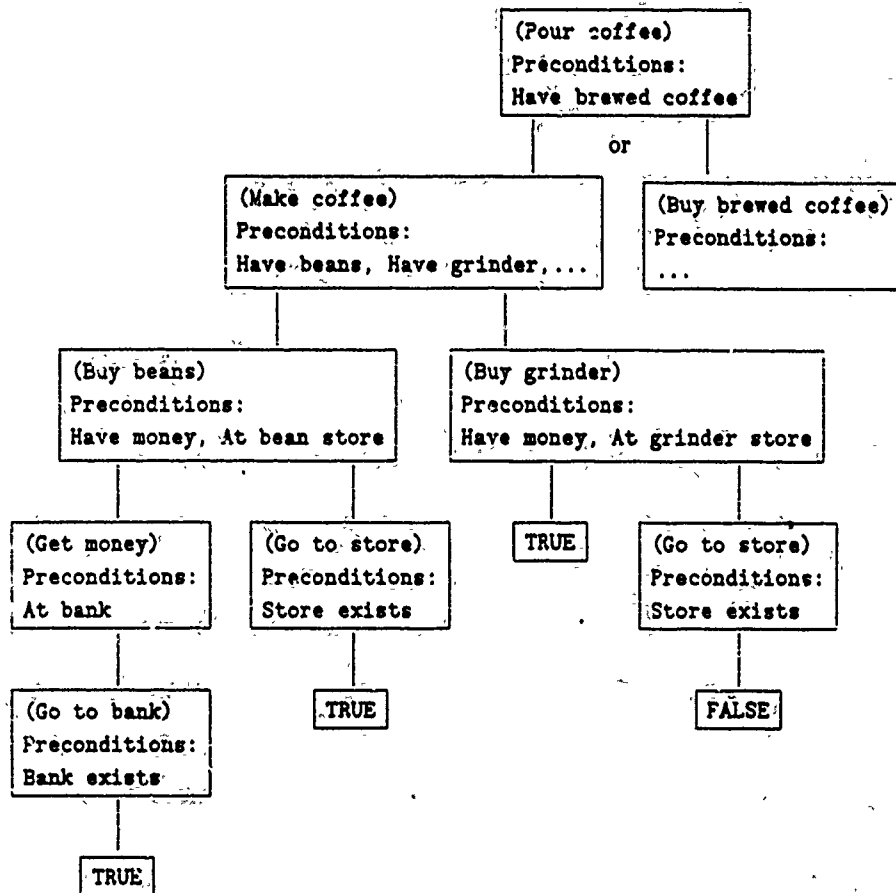 (Pour coffee)
Preconditions:
Have brewed coffee
or
(Make coffee)
Preconditions:
Have beans, Have grinder,...
(Buy brewed coffee)
Preconditions:
...
(Buy beans)
Preconditions:
Have money, At bean store
(Buy grinder)
Preconditions:
Have money, At grinder store
(Get money)
Preconditions:
At bank
(Go to store)
Preconditions:
Store exists
TRUE
(Go to store)
Preconditions:
Store exists
(Go to bank)
Preconditions:
Bank exists
TRUE
FALSE
TRUE